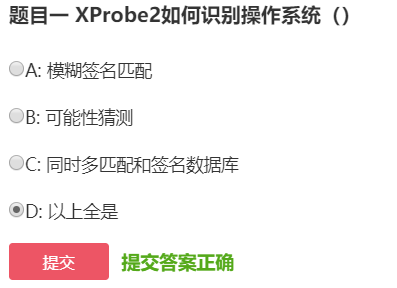 题目一 XProbe2如何识别操作系统（）
A: 模糊签名匹配
B: 可能性猜测
C: 同时多匹配和签名数据库
D: 以上全是
提交 提交答案正确